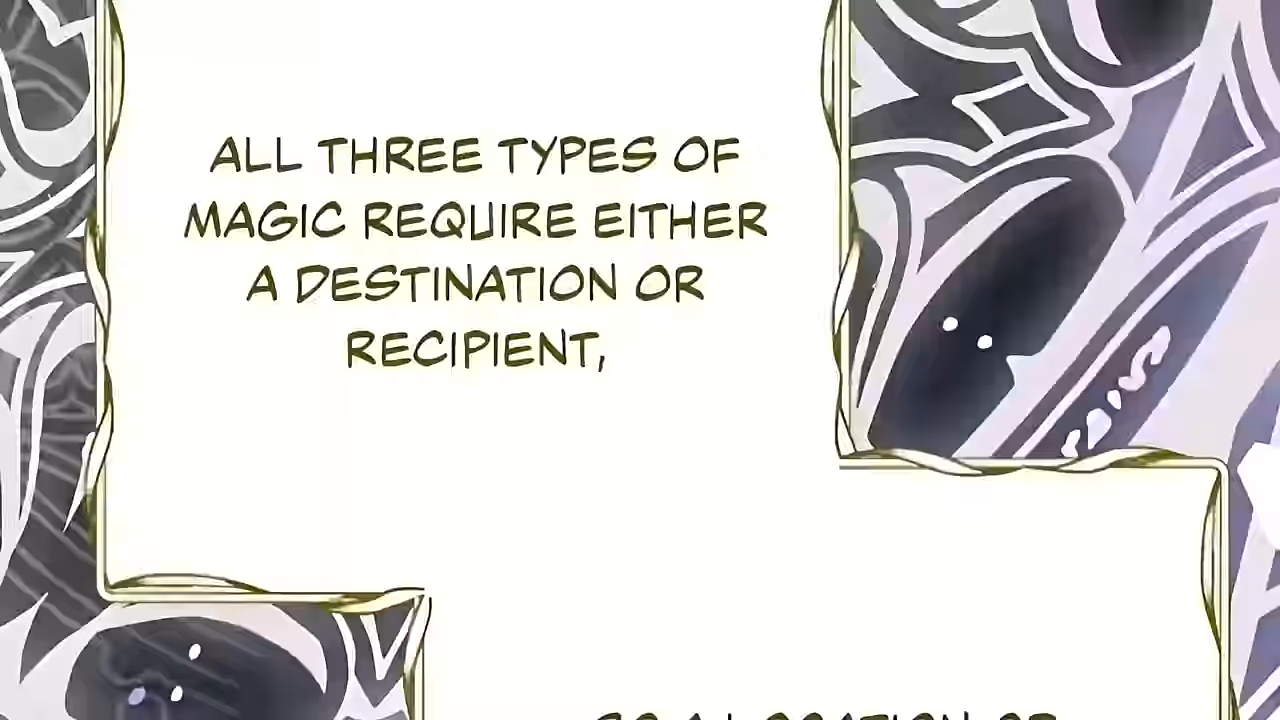 ALL THREE TYPES OF
MAGIC REQUIRE EITHER
A DESTINATION OR
RECIPIENT,